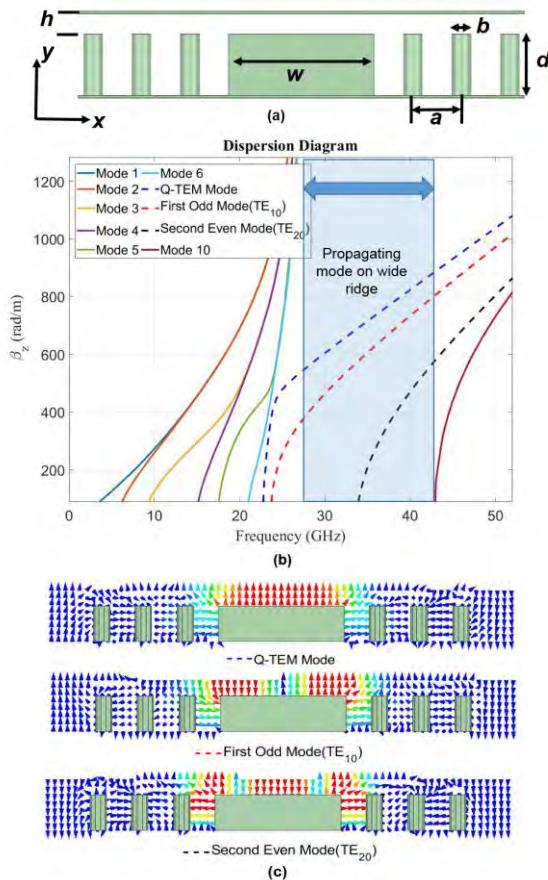 h
y
b
w
d
a
x
(a)
Dispersion Diagram
Mode 1
Mode 2
Mode 3
Mode 4
Mode 5
Mode 6
Q-TEM Mode
First Odd Mode(TE10)
Second Even Mode(TE20)
Mode 10
Propagating
mode on wide
ridge
1200
1000
800
600
400
200
βz (rad/m)
0 10 20 30 40 50
Frequency (GHz)
(b)
Q-TEM Mode
First Odd Mode(TE10)
Second Even Mode(TE20)
(c)